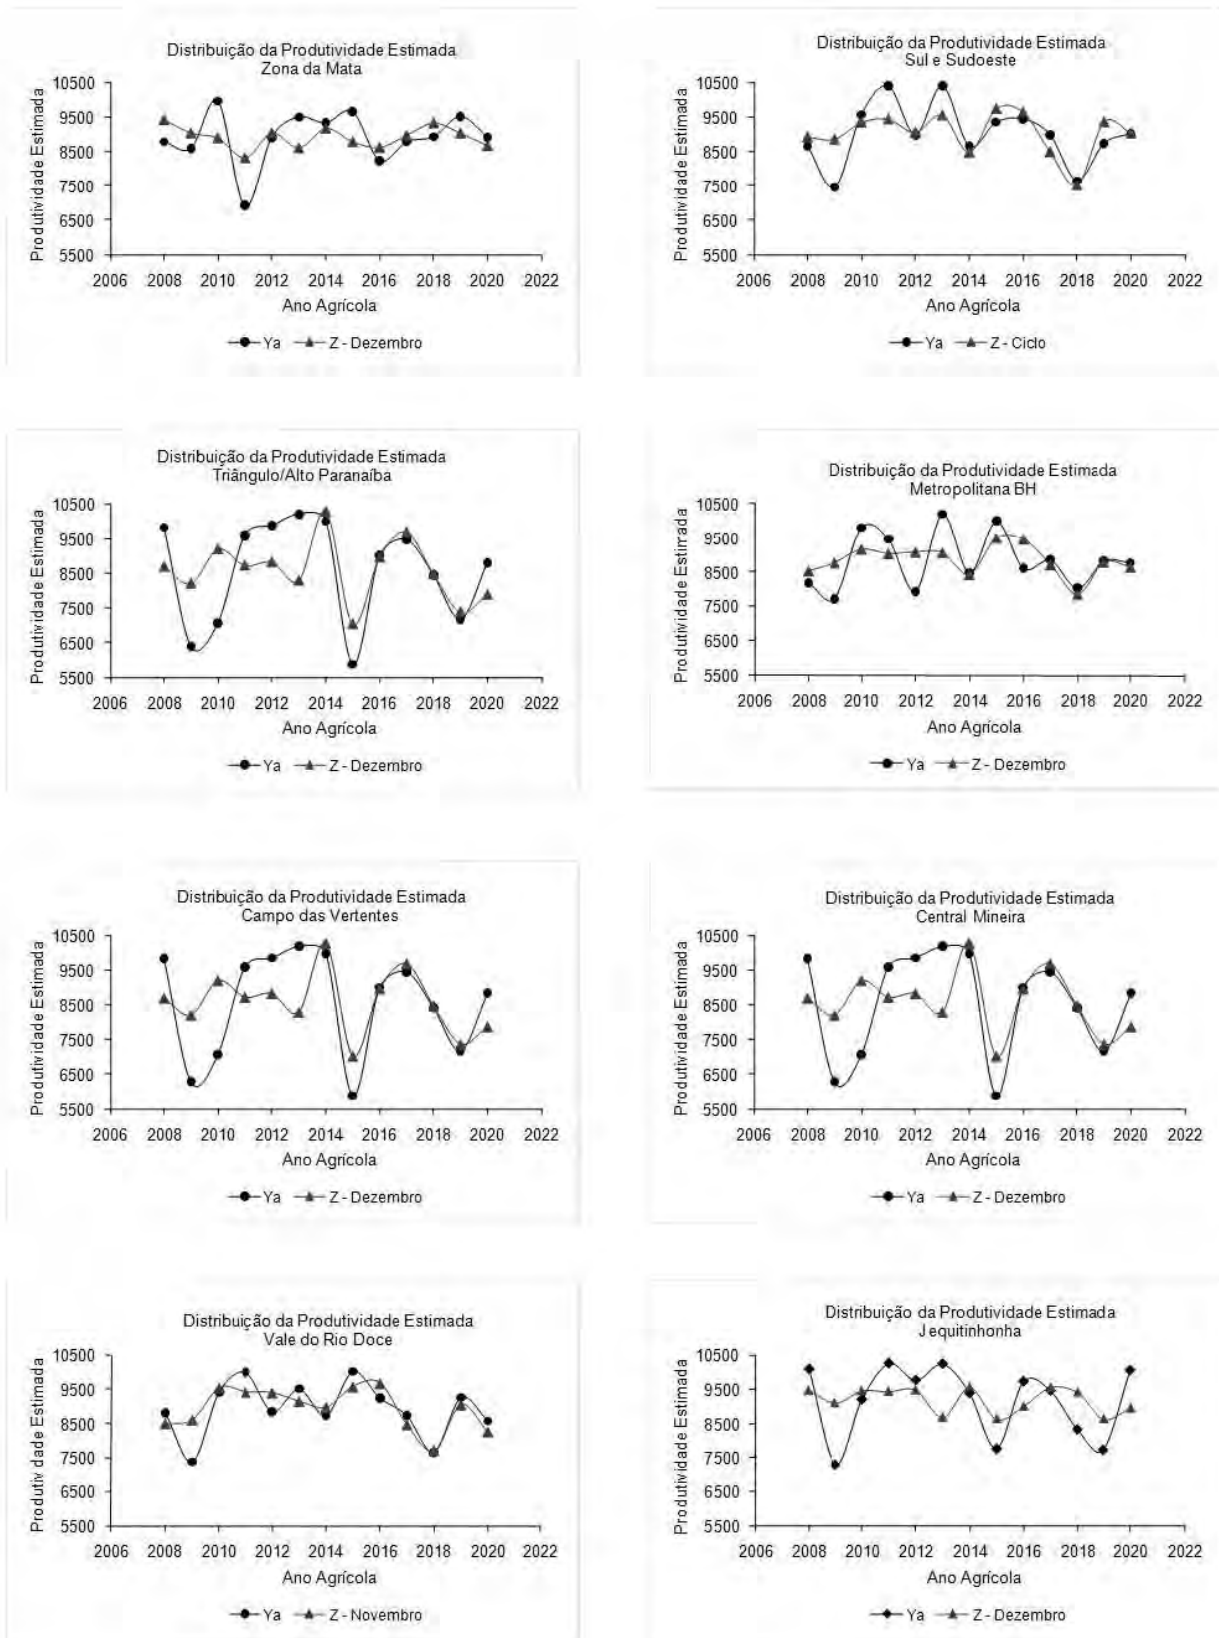 Distribuição da Produtividade Estimada
Zona da Mata
Produtividade Estimada
10500
9500
8500
7500
6500
5500
2006 2008 2010 2012 2014 2016 2018 2020 2022
Ano Agrícola
Ya Z - Dezembro
Distribuição da Produtividade Estimada
Sul e Sudoeste
Produtividade Estimada
10500
9500
8500
7500
6500
5500
2006 2008 2010 2012 2014 2016 2018 2020 2022
Ano Agrícola
Ya Z - Ciclo
Distribuição da Produtividade Estimada
Triângulo/Alto Paranaíba
Produtividade Estimada
10500
9500
8500
7500
6500
5500
2006 2008 2010 2012 2014 2016 2018 2020 2022
Ano Agrícola
Ya Z - Dezembro
Distribuição da Produtividade Estimada
Metropolitana BH
Produtividade Estimada
10500
9500
8500
7500
6500
5500
2006 2008 2010 2012 2014 2016 2018 2020 2022
Ano Agrícola
Ya Z - Dezembro
Distribuição da Produtividade Estimada
Campo das Vertentes
Produtividade Estimada
10500
9500
8500
7500
6500
5500
2006 2008 2010 2012 2014 2016 2018 2020 2022
Ano Agrícola
Ya Z - Dezembro
Distribuição da Produtividade Estimada
Central Mineira
Produtividade Estimada
10500
9500
8500
7500
6500
5500
2006 2008 2010 2012 2014 2016 2018 2020 2022
Ano Agrícola
Ya Z - Dezembro
Distribuição da Produtividade Estimada
Vale do Rio Doce
Produtiv dade Estimada
10500
9500
8500
7500
6500
5500
2006 2008 2010 2012 2014 2016 2018 2020 2022
Ano Agrícola
Ya Z - Novembro
Distribuição da Produtividade Estimada
Jequitinhonha
Produtividade Estimada
10500
9500
8500
7500
6500
5500
2006 2008 2010 2012 2014 2016 2018 2020 2022
Ano Agrícola
Ya Z - Dezembro